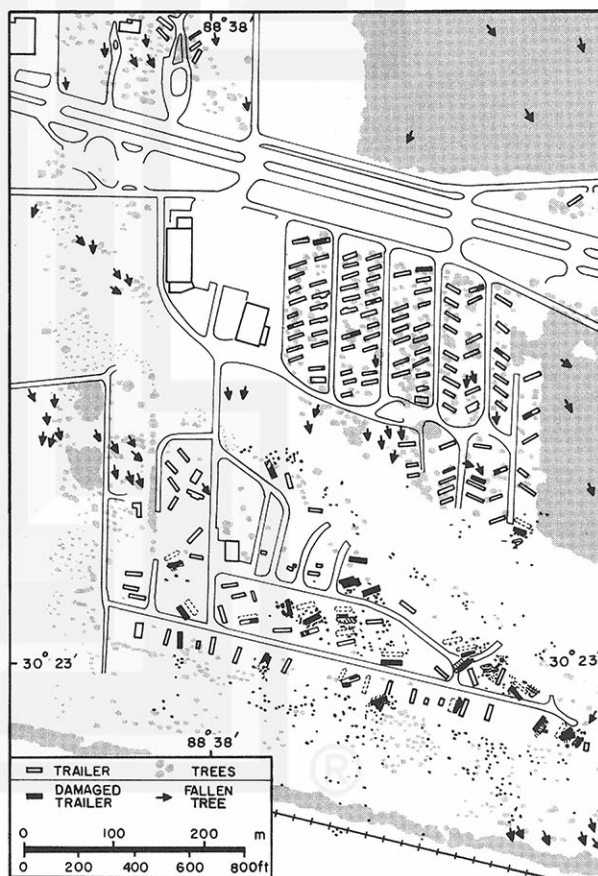 88° 38'
30° 23'
30° 23'
88° 38'
TRAILER
TREES
DAMAGED
TRAILER
FALLEN
TREE
0 100 200 m
0 200 400 600 800ft
®